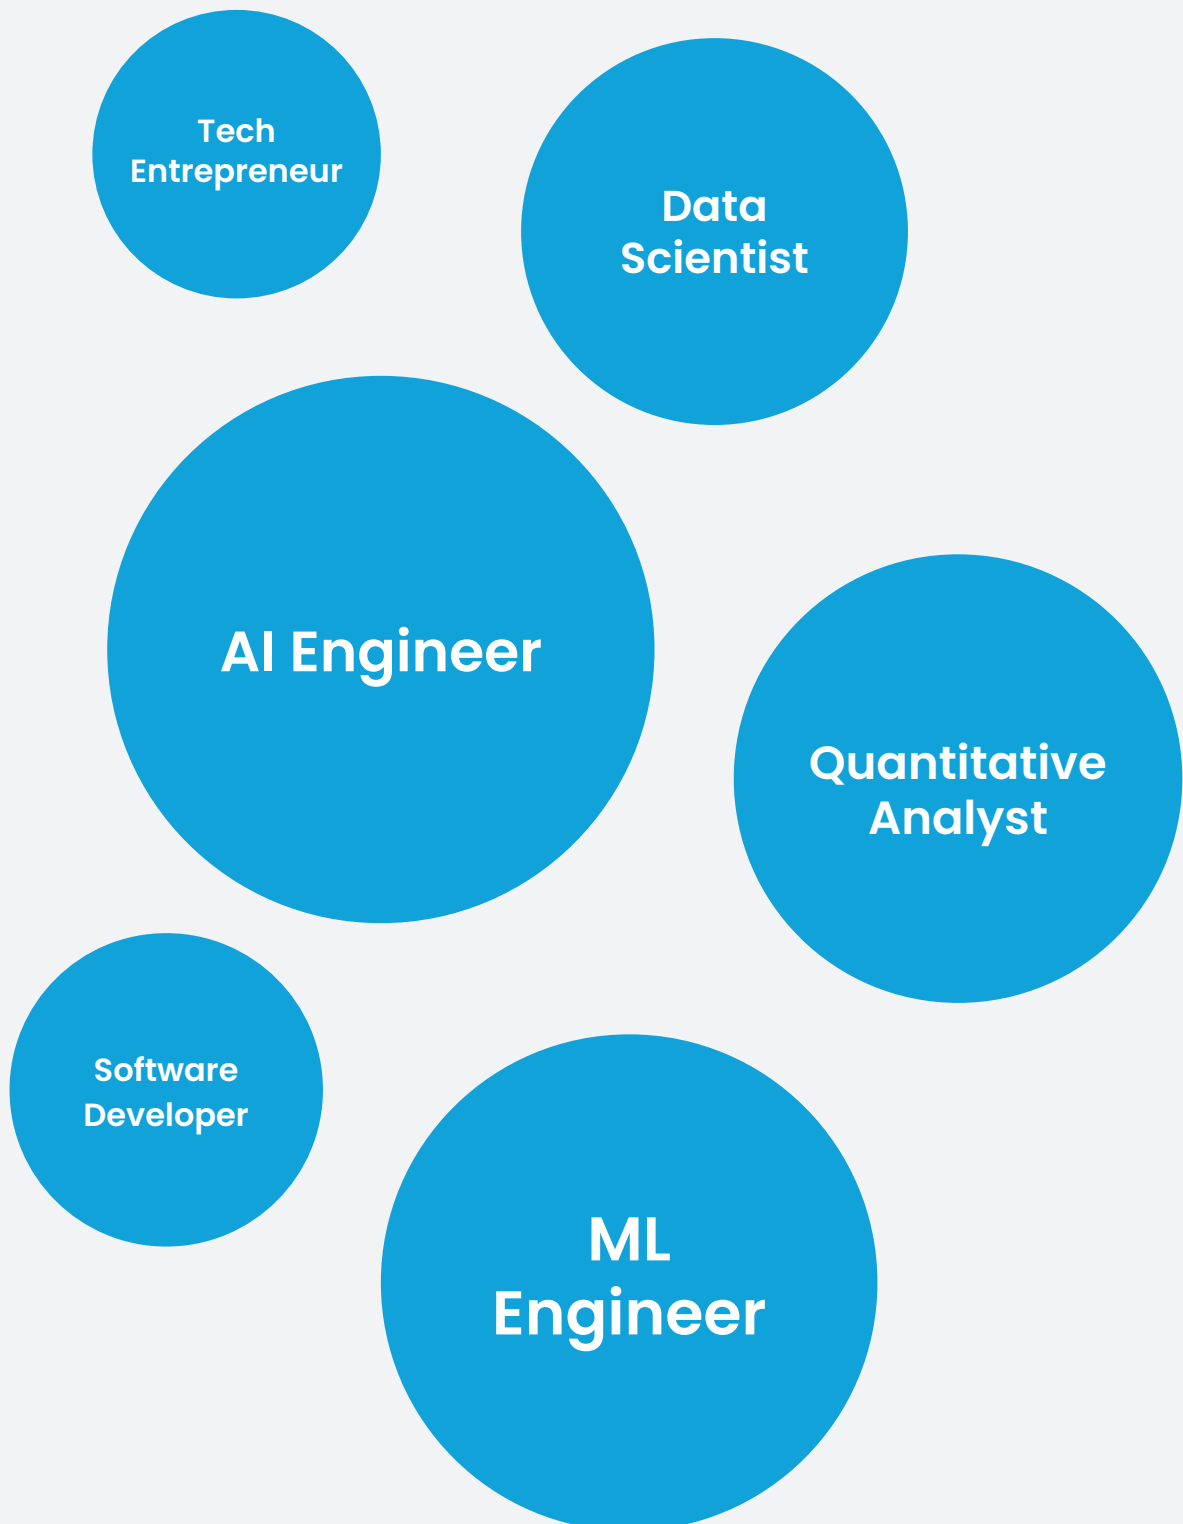 Tech
Entrepreneur
Data
Scientist
AI Engineer
Quantitative
Analyst
Software
Developer
ML
Engineer